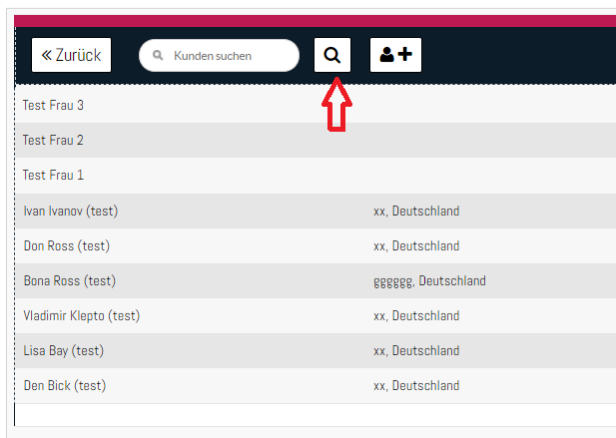 « Zurück Kunden suchen
Test Frau 3
Test Frau 2
Test Frau 1
Ivan Ivanov (test) xx, Deutschland
Don Ross (test) xx, Deutschland
Bona Ross (test) gggggg, Deutschland
Vladimir Klepto (test) xx, Deutschland
Lisa Bay (test) xx, Deutschland
Den Bick (test) xx, Deutschland